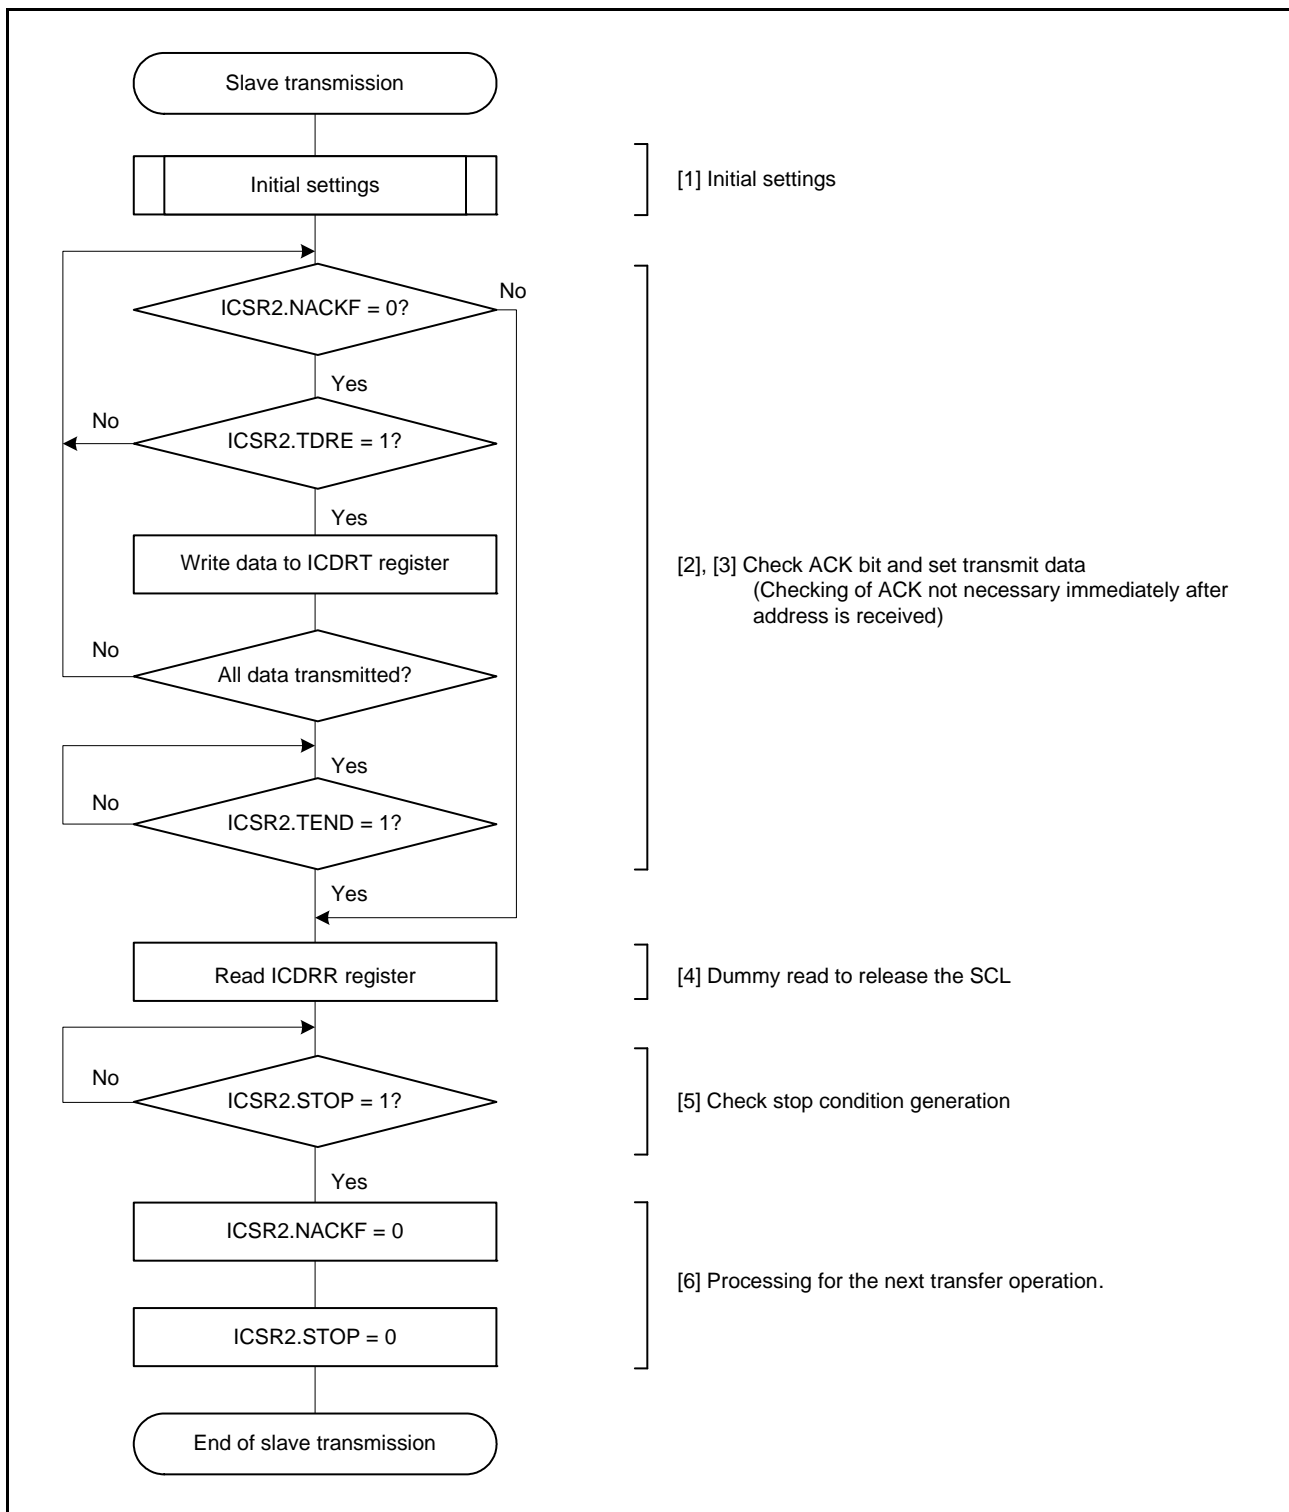 Slave transmission
Initial settings
[1] Initial settings
ICSR2.NACKF = 0?
No
Yes
No
ICSR2.TDRE = 1?
Yes
Write data to ICDRT register
[2], [3] Check ACK bit and set transmit data
(Checking of ACK not necessary immediately after
address is received)
No
All data transmitted?
Yes
No
ICSR2.TEND = 1?
Yes
Read ICDRR register
[4] Dummy read to release the SCL
No
ICSR2.STOP = 1?
[5] Check stop condition generation
Yes
ICSR2.NACKF = 0
[6] Processing for the next transfer operation.
ICSR2.STOP = 0
End of slave transmission